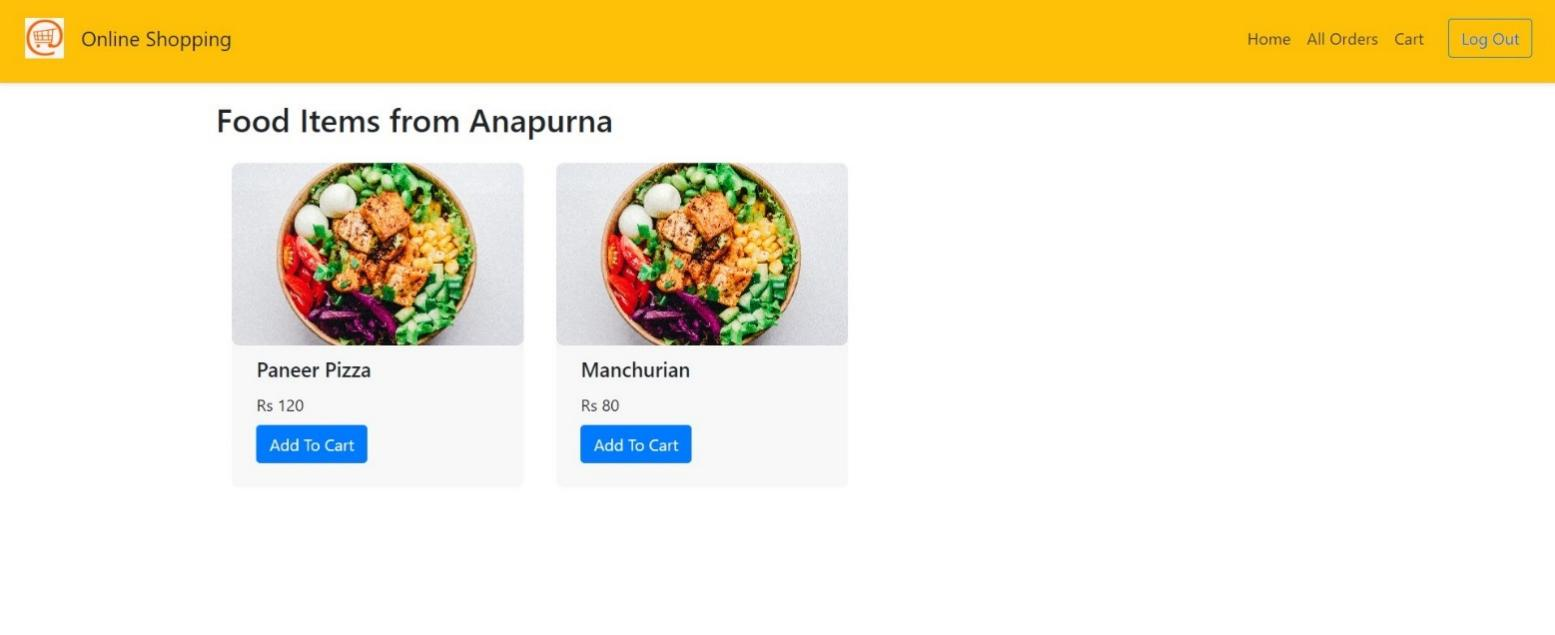 Online Shopping
Home All Orders Cart Log Out
Food Items from Anapurna
Paneer Pizza
Rs 120
Add To Cart
Manchurian
Rs 80
Add To Cart